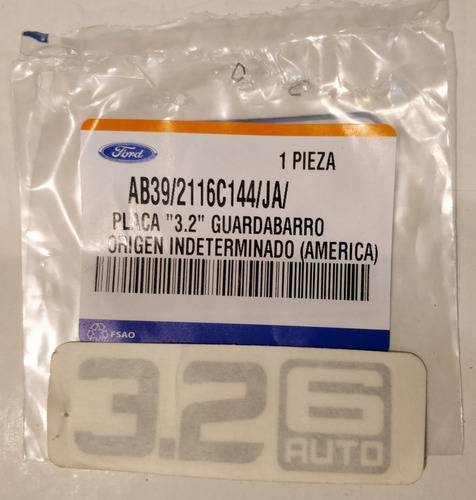 Ford
1 PIEZA
AB39/2116C144/JA/
PLACA "3.2" GUARDABARRO
ORIGEN INDETERMINADO (AMERICA)
FSAO
3.2 6
AUTO